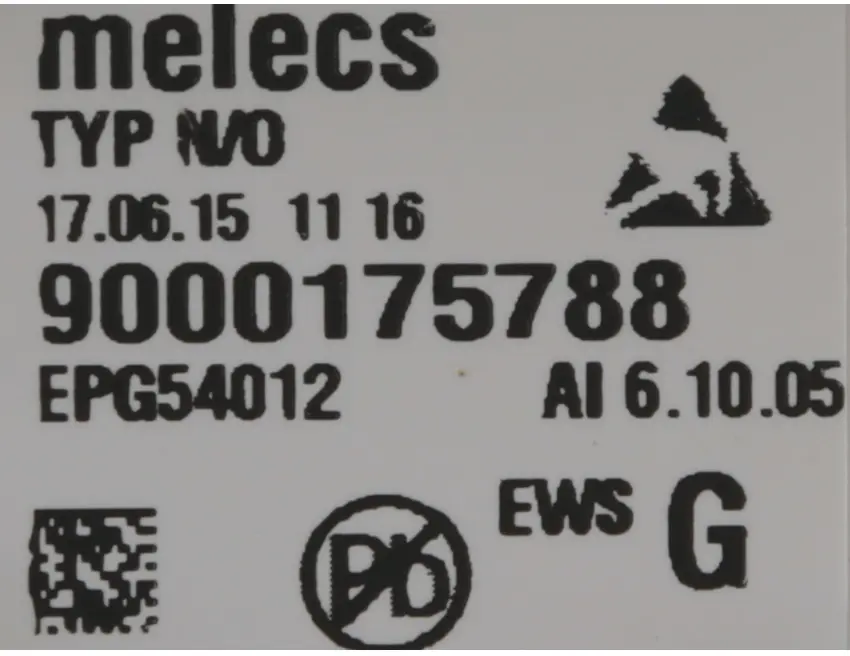 melecs
TYP N/O
17.06.15 11 16
9000175788
EPG54012 AI 6.10.05
EWS G
Pb